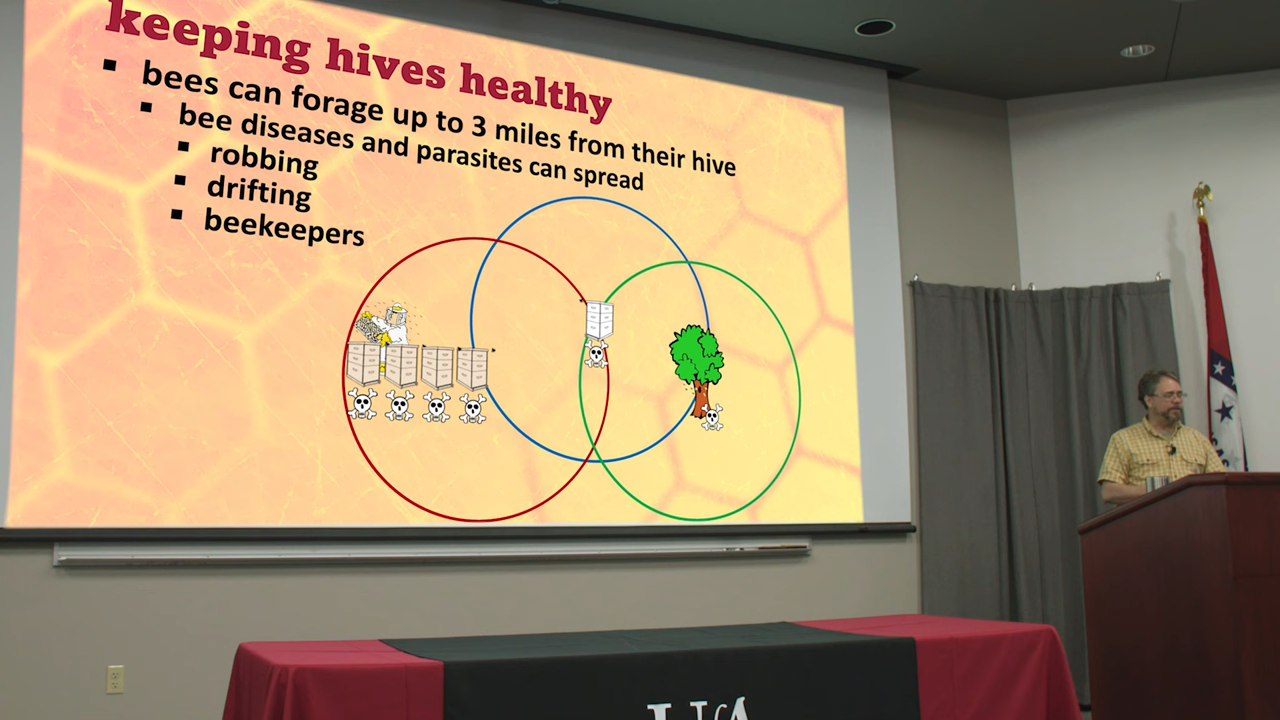 keeping hives healthy
bees can forage up to 3 miles from their hive
bee diseases and parasites can spread
robbing
drifting
beekeepers